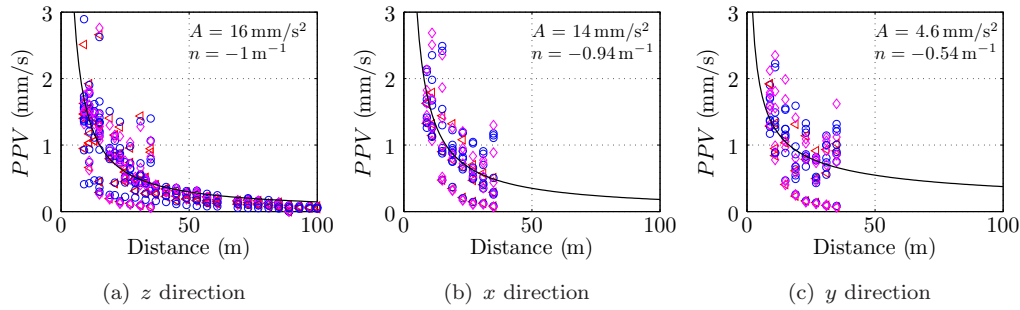 3
2
1
0
PPV (mm/s)
A = 16 mm/s²
n = −1 m⁻¹
0
50
100
Distance (m)
(a) z direction
3
2
1
0
PPV (mm/s)
A = 14 mm/s²
n = −0.94 m⁻¹
0
50
100
Distance (m)
(b) x direction
3
2
1
0
PPV (mm/s)
A = 4.6 mm/s²
n = −0.54 m⁻¹
0
50
100
Distance (m)
(c) y direction